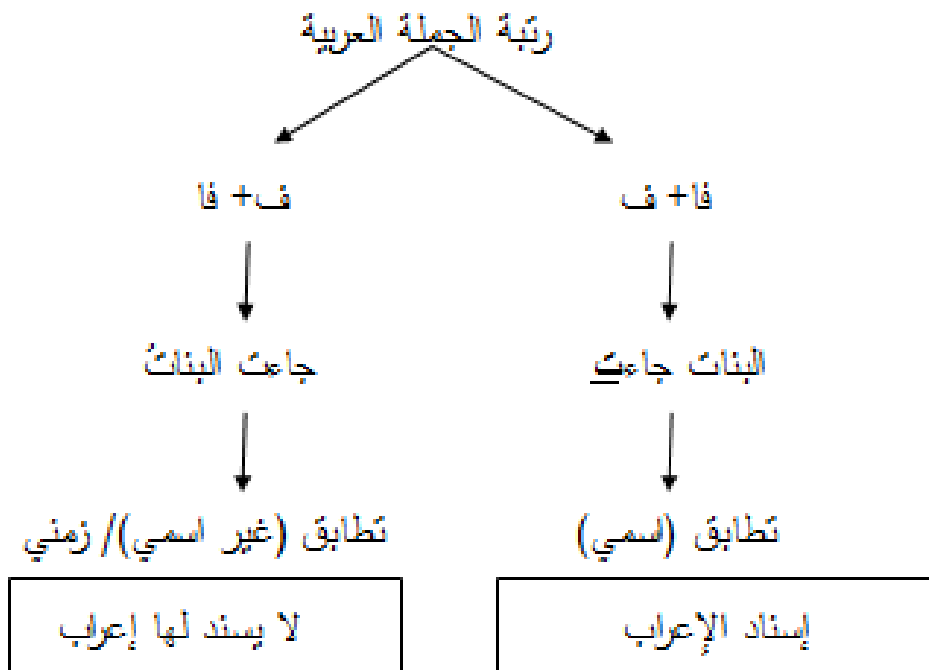 رتبة الجملة العربية
فا+ ف
ف+ فا
البنات جاءت
جاءت البناتُ
تطابق (اسمي)
تطابق (غير اسمي)/ زمني
إسناد الإعراب
لا يسند لها إعراب